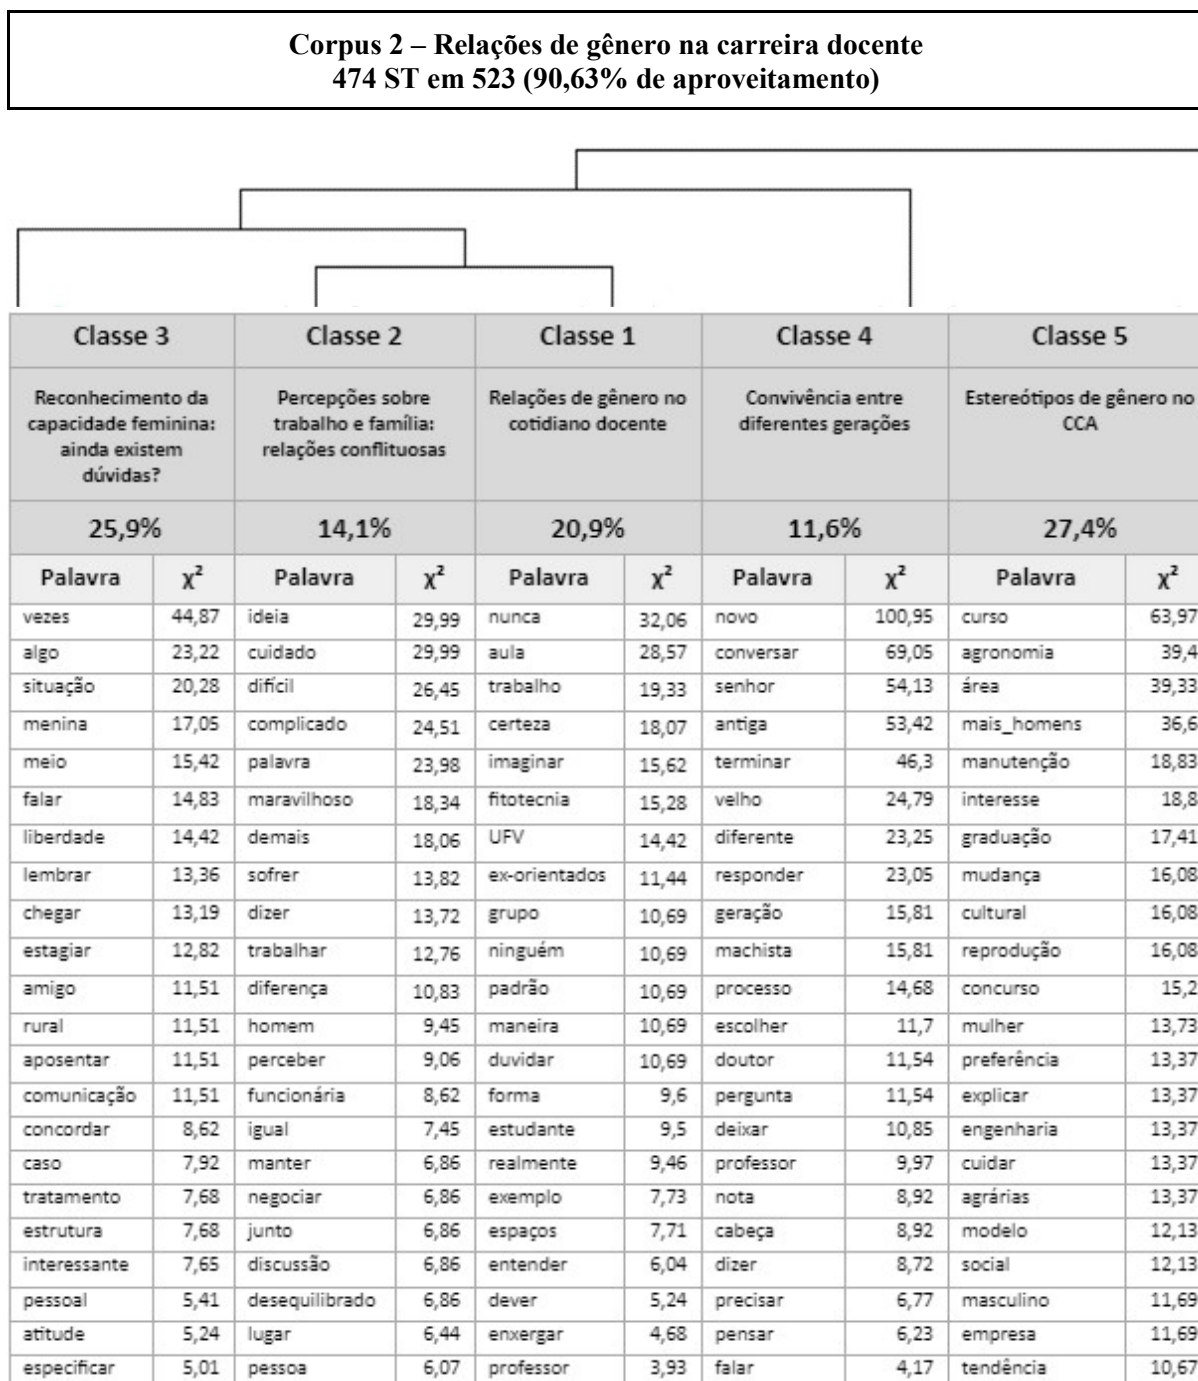 Corpus 2 – Relações de gênero na carreira docente
474 ST em 523 (90,63% de aproveitamento)
Classe 3 Classe 2 Classe 1 Classe 4 Classe 5
Reconhecimento da capacidade feminina: ainda existem dúvidas?
Percepções sobre trabalho e família: relações conflituosas
Relações de gênero no cotidiano docente
Convivência entre diferentes gerações
Estereótipos de gênero no CCA
25,9% 14,1% 20,9% 11,6% 27,4%
Palavra χ² Palavra χ² Palavra χ² Palavra χ² Palavra χ²
vezes 44,87 ideia 29,99 nunca 32,06 novo 100,95 curso 63,97
algo 23,22 cuidado 29,99 aula 28,57 conversar 69,05 agronomia 39,4
situação 20,28 difícil 26,45 trabalho 19,33 senhor 54,13 área 39,33
menina 17,05 complicado 24,51 certeza 18,07 antiga 53,42 mais_homens 36,6
meio 15,42 palavra 23,98 imaginar 15,62 terminar 46,3 manutenção 18,83
falar 14,83 maravilhoso 18,34 fitotecnia 15,28 velho 24,79 interesse 18,8
liberdade 14,42 demais 18,06 UFV 14,42 diferente 23,25 graduação 17,41
lembrar 13,36 sofrer 13,82 ex-orientados 11,44 responder 23,05 mudança 16,08
chegar 13,19 dizer 13,72 grupo 10,69 geração 15,81 cultural 16,08
estagiar 12,82 trabalhar 12,76 ninguém 10,69 machista 15,81 reprodução 16,08
amigo 11,51 diferença 10,83 padrão 10,69 processo 14,68 concurso 15,2
rural 11,51 homem 9,45 maneira 10,69 escolher 11,7 mulher 13,73
aposentar 11,51 perceber 9,06 duvidar 10,69 doutor 11,54 preferência 13,37
comunicação 11,51 funcionária 8,62 forma 9,6 pergunta 11,54 explicar 13,37
concordar 8,62 igual 7,45 estudante 9,5 deixar 10,85 engenharia 13,37
caso 7,92 manter 6,86 realmente 9,46 professor 9,97 cuidar 13,37
tratamento 7,68 negociar 6,86 exemplo 7,73 nota 8,92 agrárias 13,37
estrutura 7,68 junto 6,86 espaços 7,71 cabeça 8,92 modelo 12,13
interessante 7,65 discussão 6,86 entender 6,04 dizer 8,72 social 12,13
pessoal 5,41 desequilibrado 6,86 dever 5,24 precisar 6,77 masculino 11,69
atitude 5,24 lugar 6,44 enxergar 4,68 pensar 6,23 empresa 11,69
especificar 5,01 pessoa 6,07 professor 3,93 falar 4,17 tendência 10,67